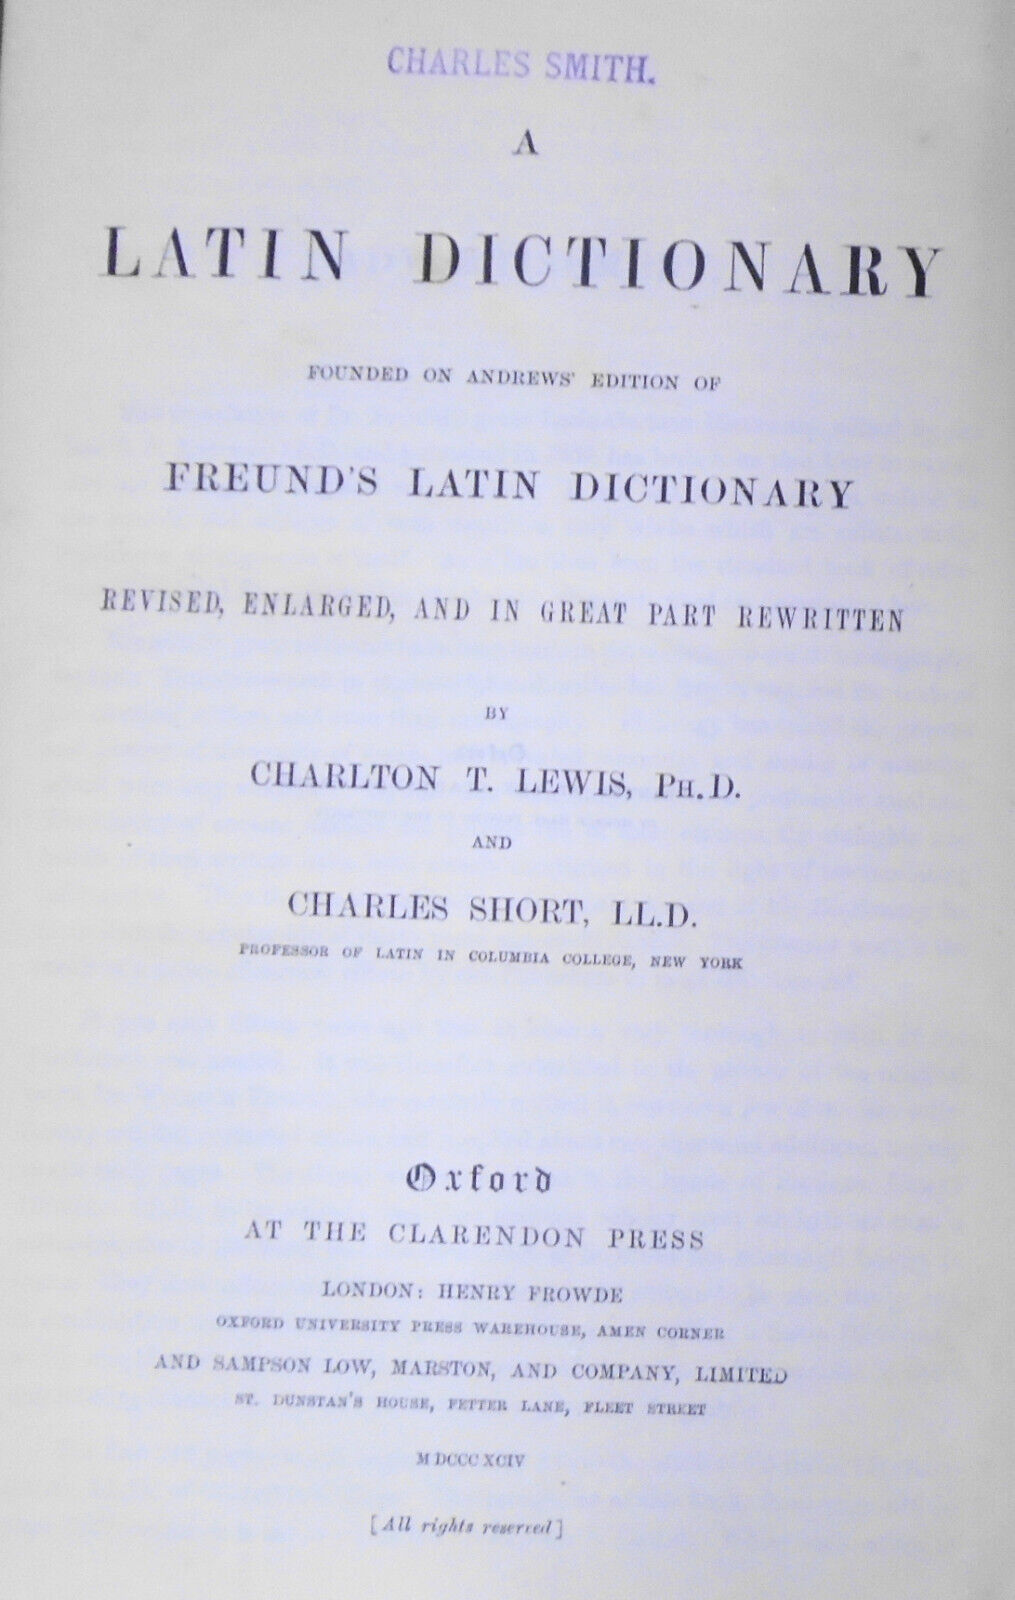 CHARLES SMITH.
A
LATIN DICTIONARY
FOUNDED ON ANDREWS' EDITION OF
FREUND'S LATIN DICTIONARY
REVISED, ENLARGED, AND IN GREAT PART REWRITTEN
BY
CHARLTON T. LEWIS, PH.D.
AND
CHARLES SHORT, LL.D.
PROFESSOR OF LATIN IN COLUMBIA COLLEGE, NEW YORK
Oxford
AT THE CLARENDON PRESS
LONDON: HENRY FROWDE
OXFORD UNIVERSITY PRESS WAREHOUSE, AMEN CORNER
AND SAMPSON LOW, MARSTON, AND COMPANY, LIMITED
ST. DUNSTAN'S HOUSE, FETTER LANE, FLEET STREET
MDCCCXCIV
[All rights reserved]